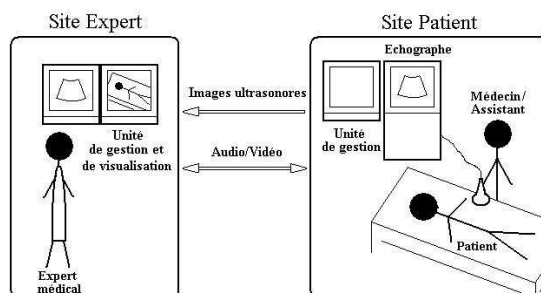 Site Expert
Site Patient
Echographe
Images ultrasonores
Médecin/
Assistant
Unité
de gestion et
de visualisation
Unité
de gestion
Audio/Vidéo
Patient
Expert
médical